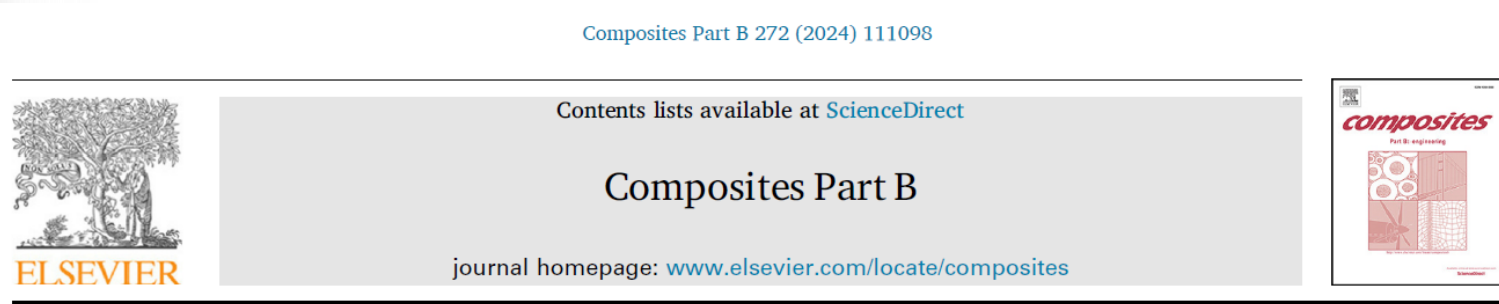 Composites Part B 272 (2024) 111098
Contents lists available at ScienceDirect
Composites Part B
journal homepage: www.elsevier.com/locate/composites
ELSEVIER
composites
Part B: engineering
ScienceDirect